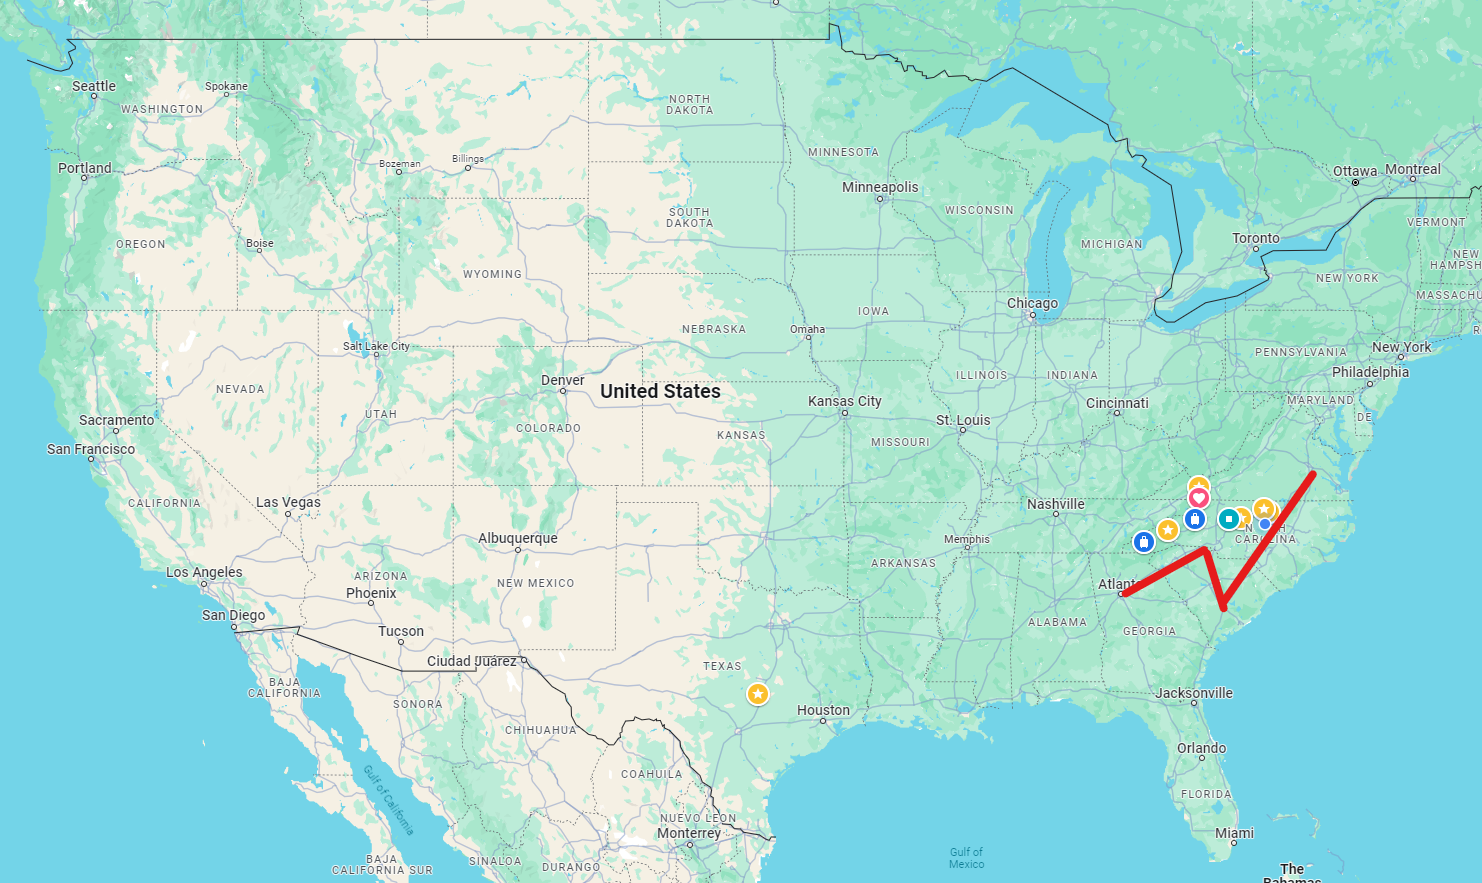 Seattle
Spokane
WASHINGTON
NORTH
DAKOTA
MINNESOTA
Portland
Bozeman
Billings
Ottawa
Montreal
Minneapolis
WISCONSIN
SOUTH
DAKOTA
VERMONT
OREGON
Boise
MICHIGAN
Toronto
NEW
HAMPSH
WYOMING
NEW YORK
MASSACHU
Chicago
IOWA
NEBRASKA
Omaha
R
Salt Lake City
PENNSYLVANIA
New York
Philadelphia
NEVADA
Denver
United States
ILLINOIS
INDIANA
Kansas City
Cincinnati
MARYLAND
DE
UTAH
COLORADO
St. Louis
Sacramento
KANSAS
MISSOURI
San Francisco
CALIFORNIA
Las Vegas
Nashville
Albuquerque
Memphis
CAROLINA
Los Angeles
ARIZONA
Phoenix
NEW MEXICO
ARKANSAS
Atlant
San Diego
Tucson
ALABAMA
GEORGIA
Ciudad Juárez
TEXAS
BAJA
CALIFORNIA
SONORA
Jacksonville
Houston
CHIHUAHUA
Orlando
Gulf of California
COAHUILA
FLORIDA
NUEVO LEON
Monterrey
Miami
BAJA
CALIFORNIA SUR
SINALOA
DURANGO
Gulf of
Mexico
The
Bahamas